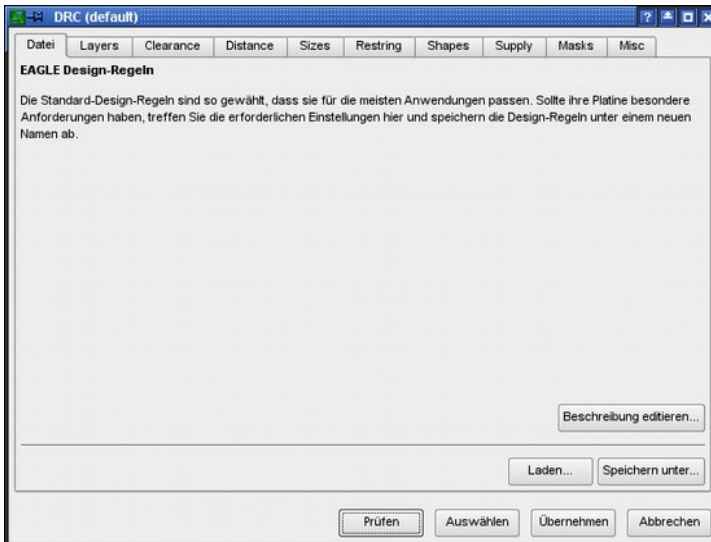 DRC (default)
Datei Layers Clearance Distance Sizes Restring Shapes Supply Masks Misc
EAGLE Design-Regeln
Die Standard-Design-Regeln sind so gewählt, dass sie für die meisten Anwendungen passen. Sollte ihre Platine besondere
Anforderungen haben, treffen Sie die erforderlichen Einstellungen hier und speichern die Design-Regeln unter einem neuen
Namen ab.
Beschreibung editieren...
Laden... Speichern unter...
Prüfen Auswählen Übernehmen Abbrechen